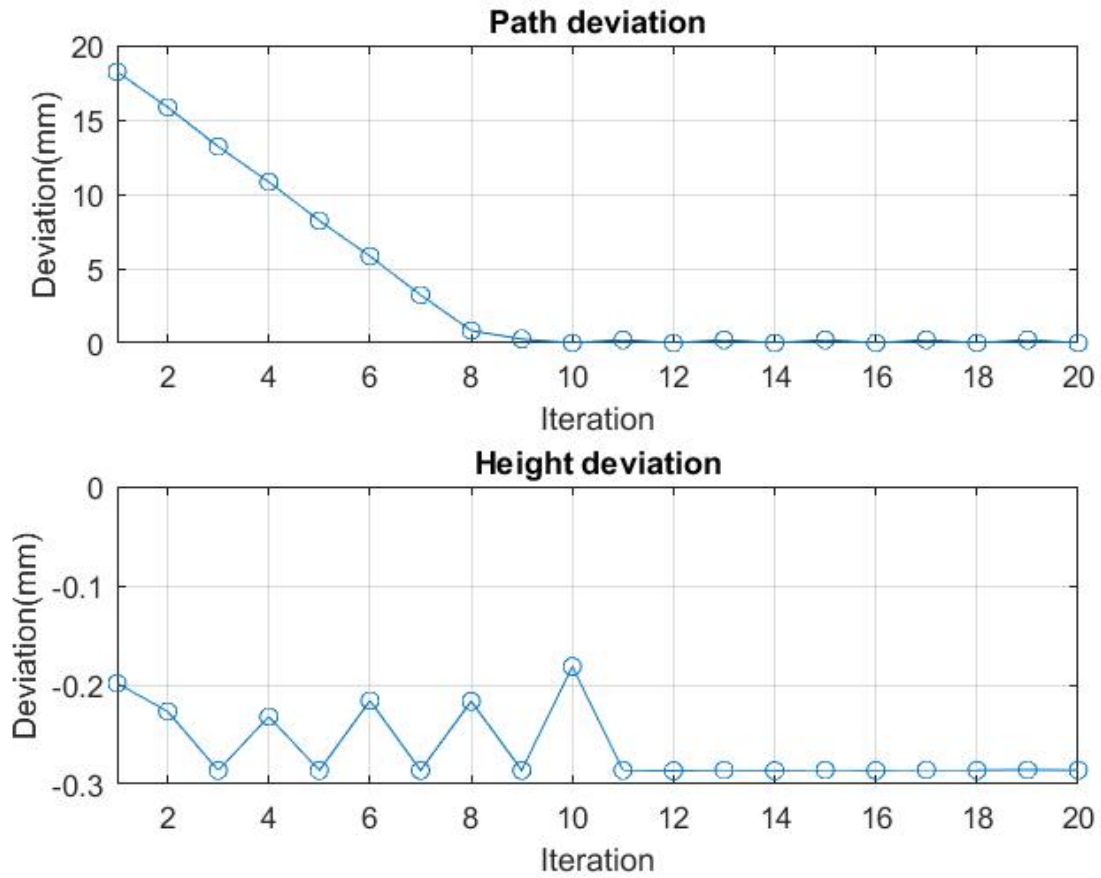 Path deviation
20
15
10
5
0
Deviation(mm)
2 4 6 8 10 12 14 16 18 20
Iteration
Height deviation
0
-0.1
-0.2
-0.3
Deviation(mm)
2 4 6 8 10 12 14 16 18 20
Iteration